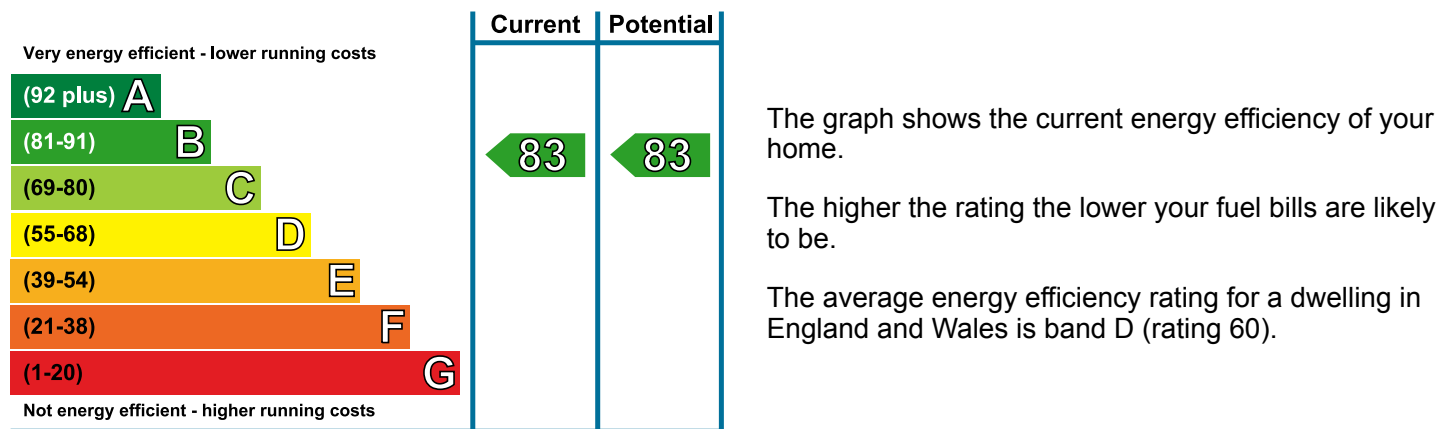 Current Potential
Very energy efficient - lower running costs
(92 plus) A
(81-91) B
83 83
(69-80) C
(55-68) D
(39-54) E
(21-38) F
(1-20) G
Not energy efficient - higher running costs
The graph shows the current energy efficiency of your
home.
The higher the rating the lower your fuel bills are likely
to be.
The average energy efficiency rating for a dwelling in
England and Wales is band D (rating 60).